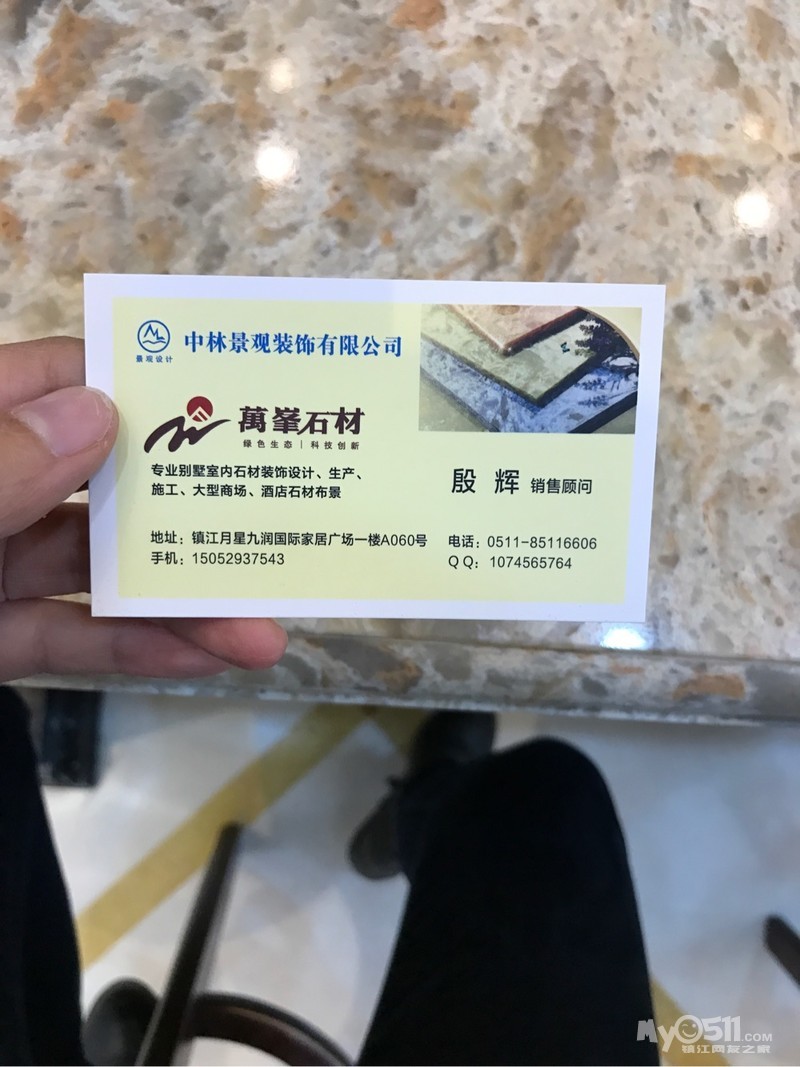 景观设计
中林景观装饰有限公司
萬峯石材
绿色生态｜科技创新
专业别墅室内石材装饰设计、生产、
施工、大型商场、酒店石材布景
殷 辉 销售顾问
地址：镇江月星九润国际家居广场一楼A060号
手机：15052937543
电话：0511-85116606
QQ：1074565764
My0511.COM
镇江网友之家